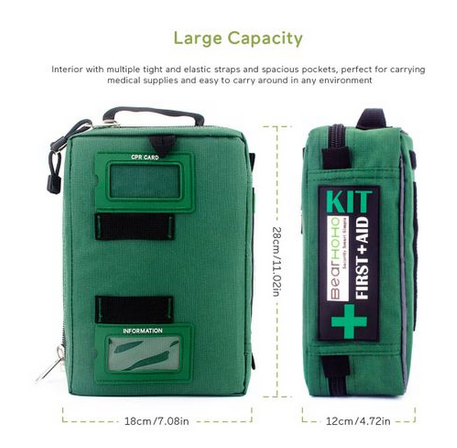 Large Capacity
Interior with multiple tight and elastic straps and spacious pockets, perfect for carrying
medical supplies and easy to carry around in any environment
CPR CARD
INFORMATION
28cm/11.02in
KIT
BearHOHO
FIRST+AID
18cm/7.08in
12cm/4.72in